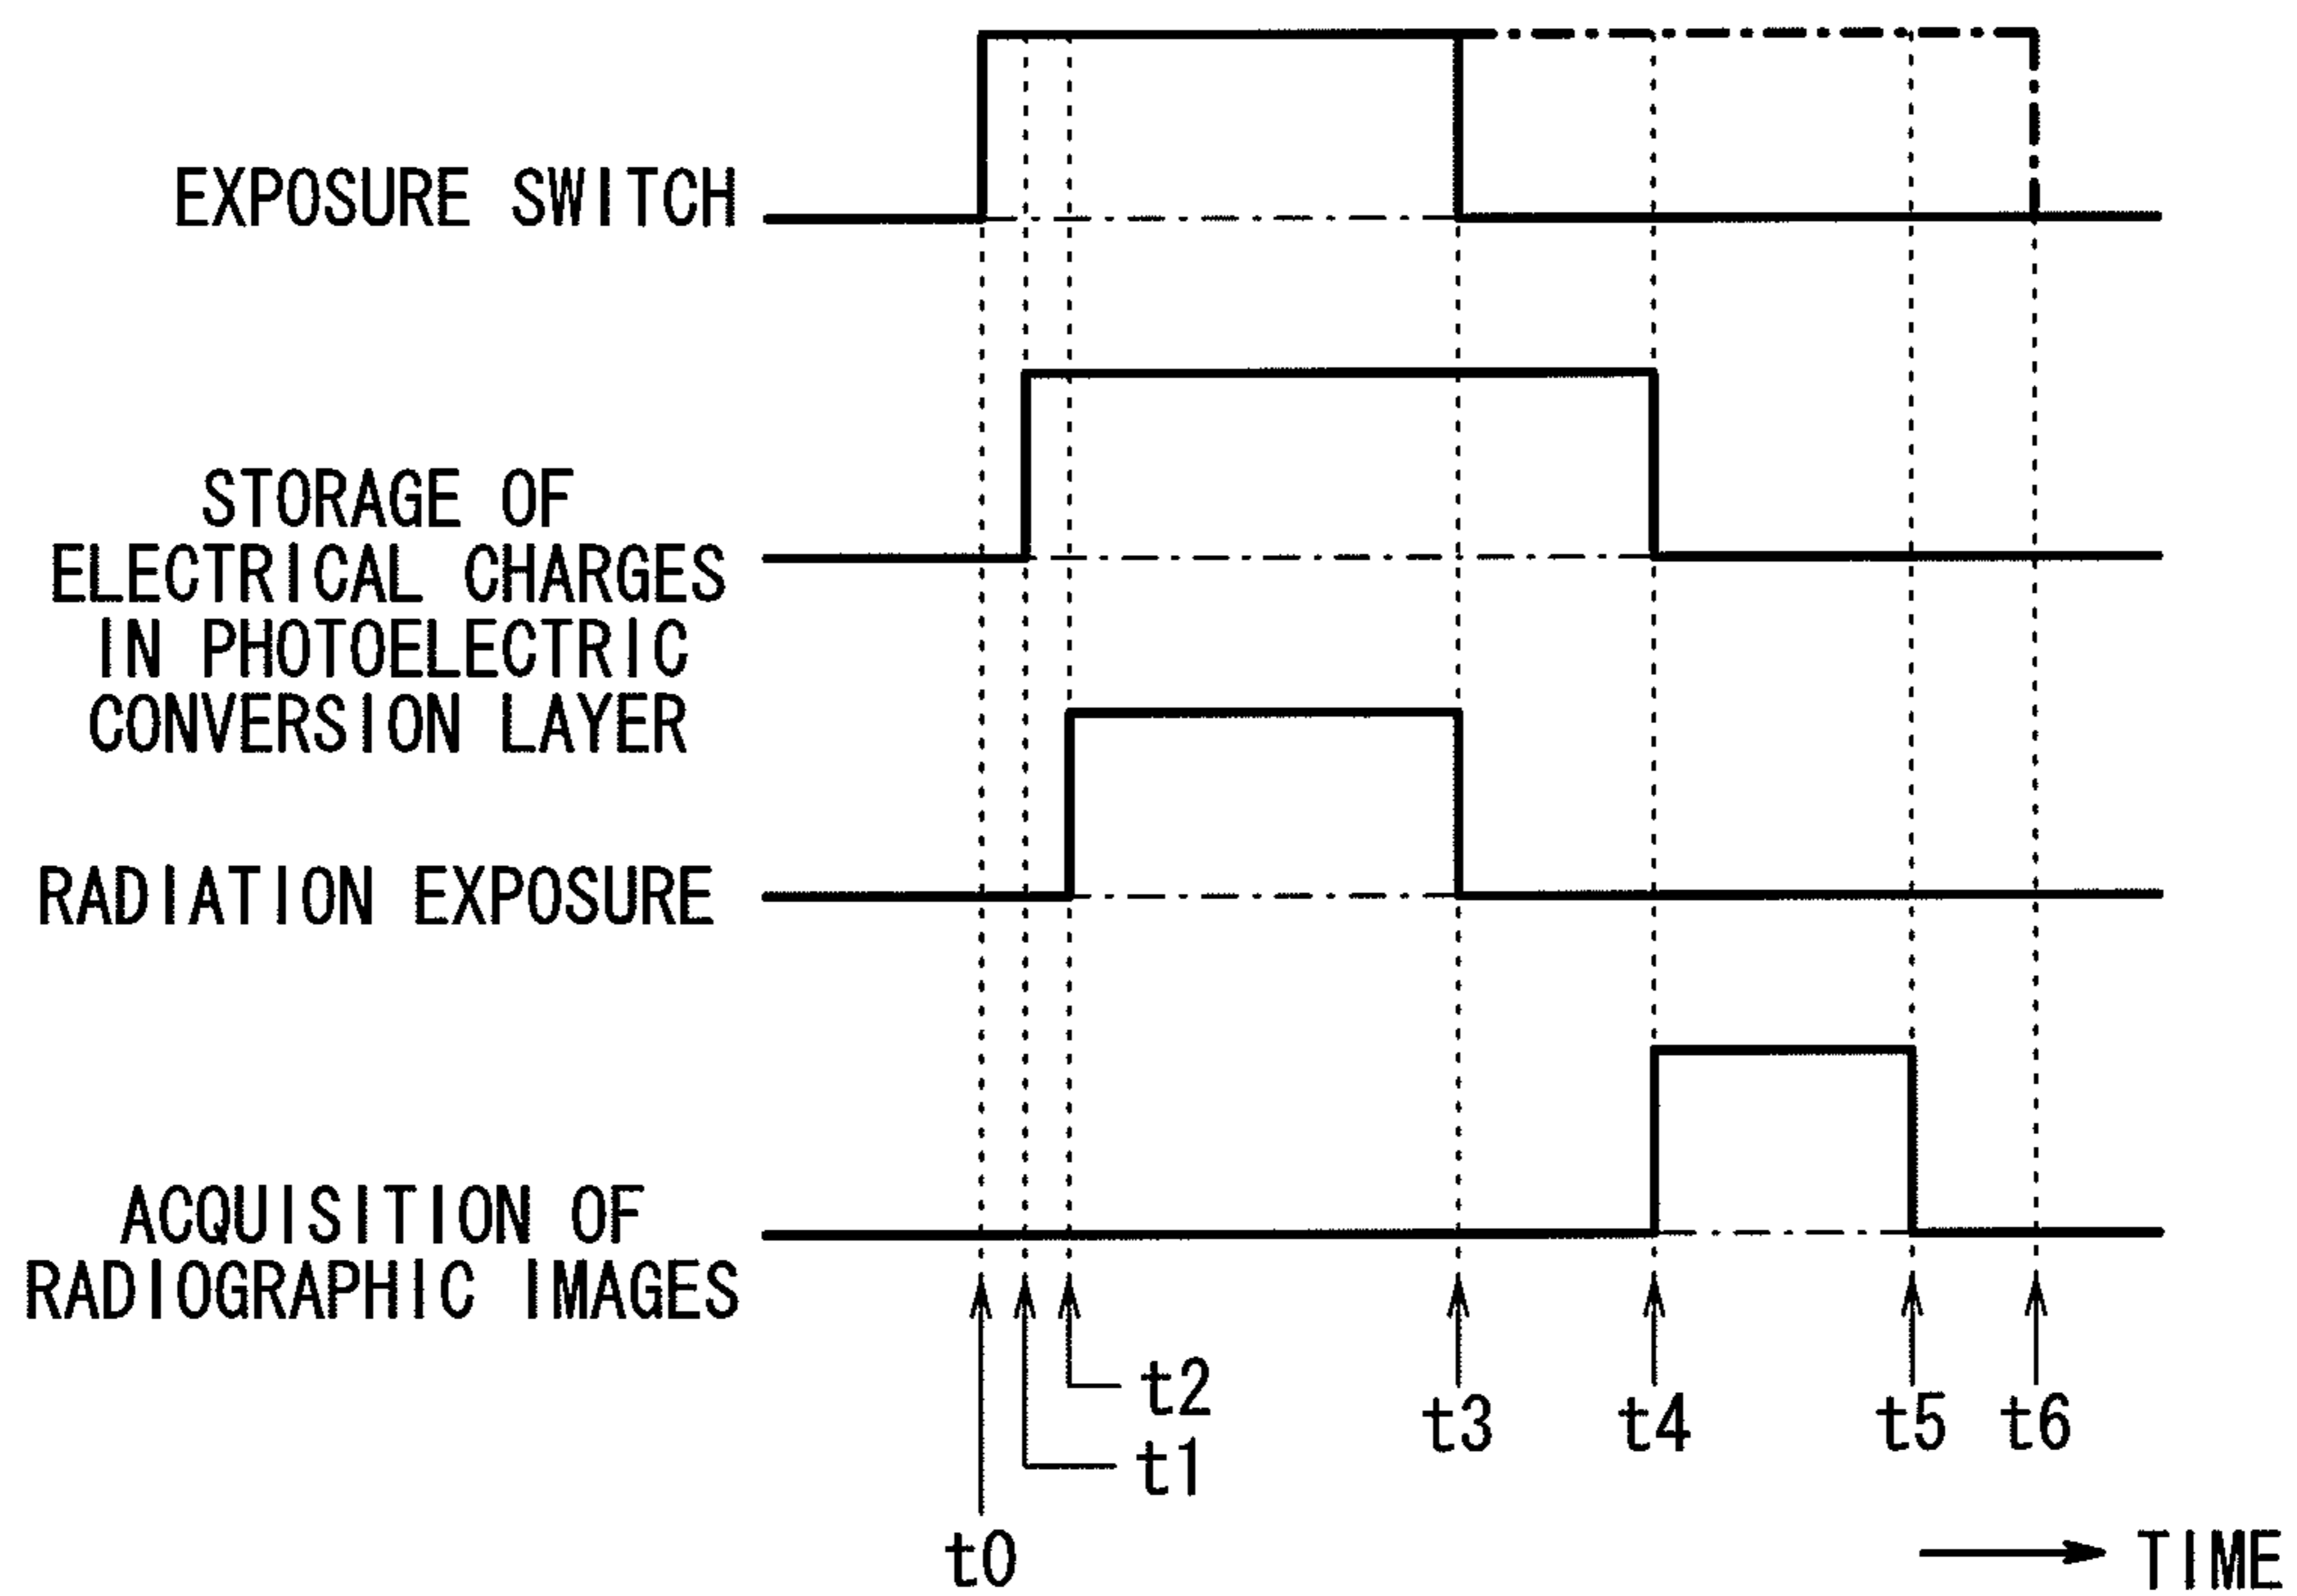 EXPOSURE SWITCH
STORAGE OF
ELECTRICAL CHARGES
IN PHOTOELECTRIC
CONVERSION LAYER
RADIATION EXPOSURE
ACQUISITION OF
RADIOGRAPHIC IMAGES
t2
t3
t4
t5
t6
t1
t0
TIME